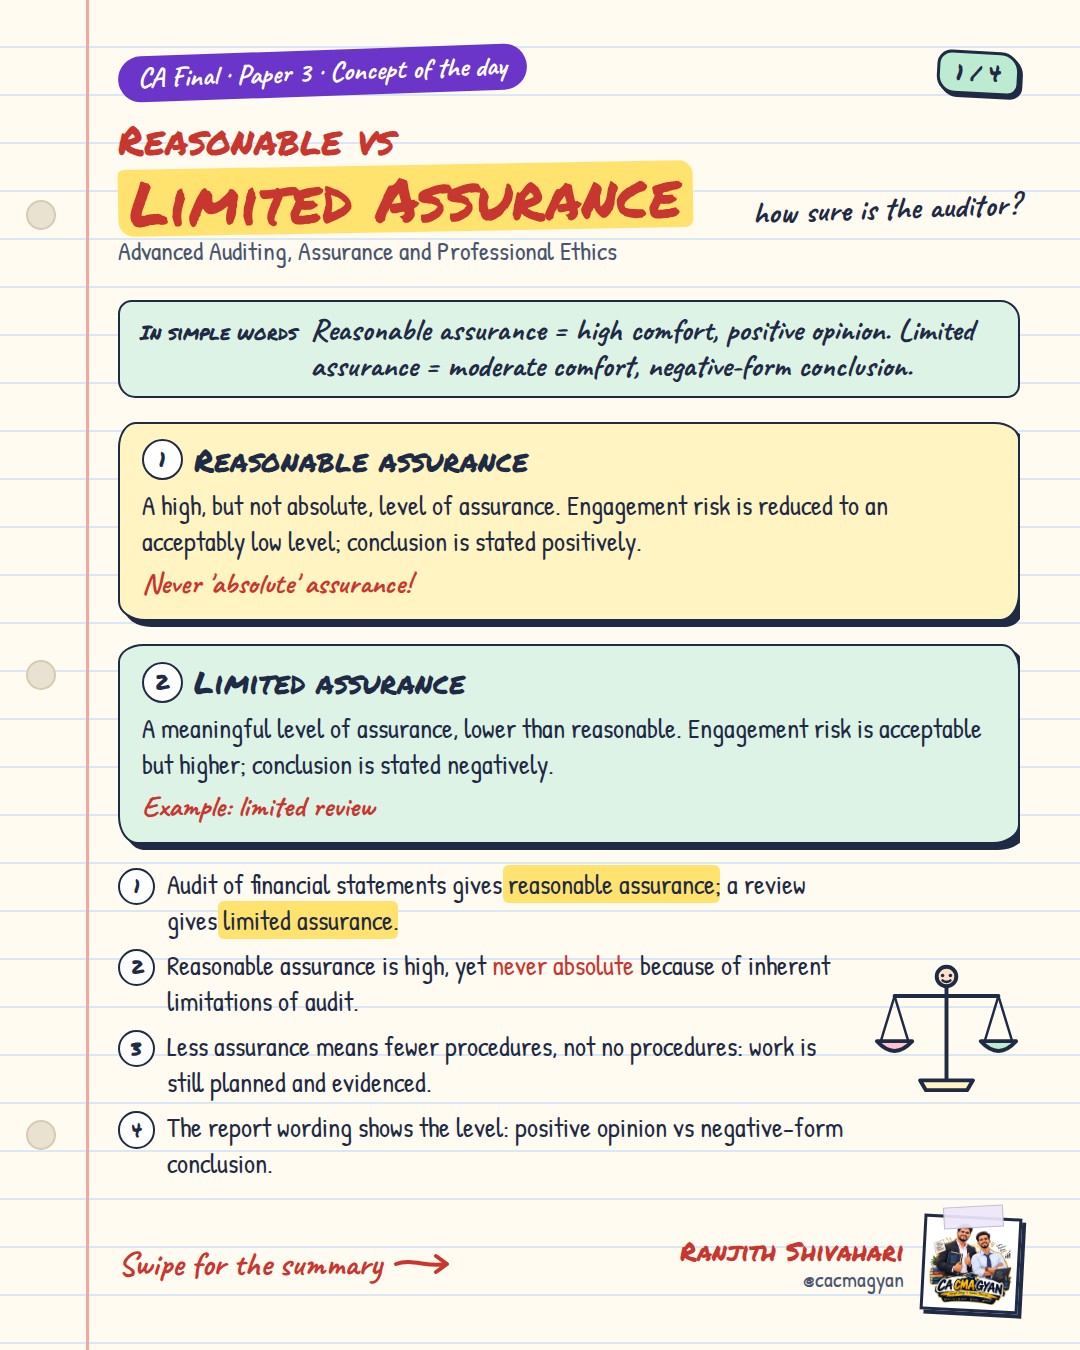 CA Final · Paper 3 · Concept of the day
1 / 4
REASONABLE VS
LIMITED ASSURANCE
how sure is the auditor?
Advanced Auditing, Assurance and Professional Ethics
IN SIMPLE WORDS Reasonable assurance = high comfort, positive opinion. Limited
assurance = moderate comfort, negative-form conclusion.
1 REASONABLE ASSURANCE
A high, but not absolute, level of assurance. Engagement risk is reduced to an
acceptably low level; conclusion is stated positively.
Never 'absolute' assurance!
2 LIMITED ASSURANCE
A meaningful level of assurance, lower than reasonable. Engagement risk is acceptable
but higher; conclusion is stated negatively.
Example: limited review
1 Audit of financial statements gives reasonable assurance; a review
gives limited assurance.
2 Reasonable assurance is high, yet never absolute because of inherent
limitations of audit.
3 Less assurance means fewer procedures, not no procedures: work is
still planned and evidenced.
4 The report wording shows the level: positive opinion vs negative-form
conclusion.
Swipe for the summary
RANJITH SHIVAHARI
@cacmagyan
CA CMA GYAN